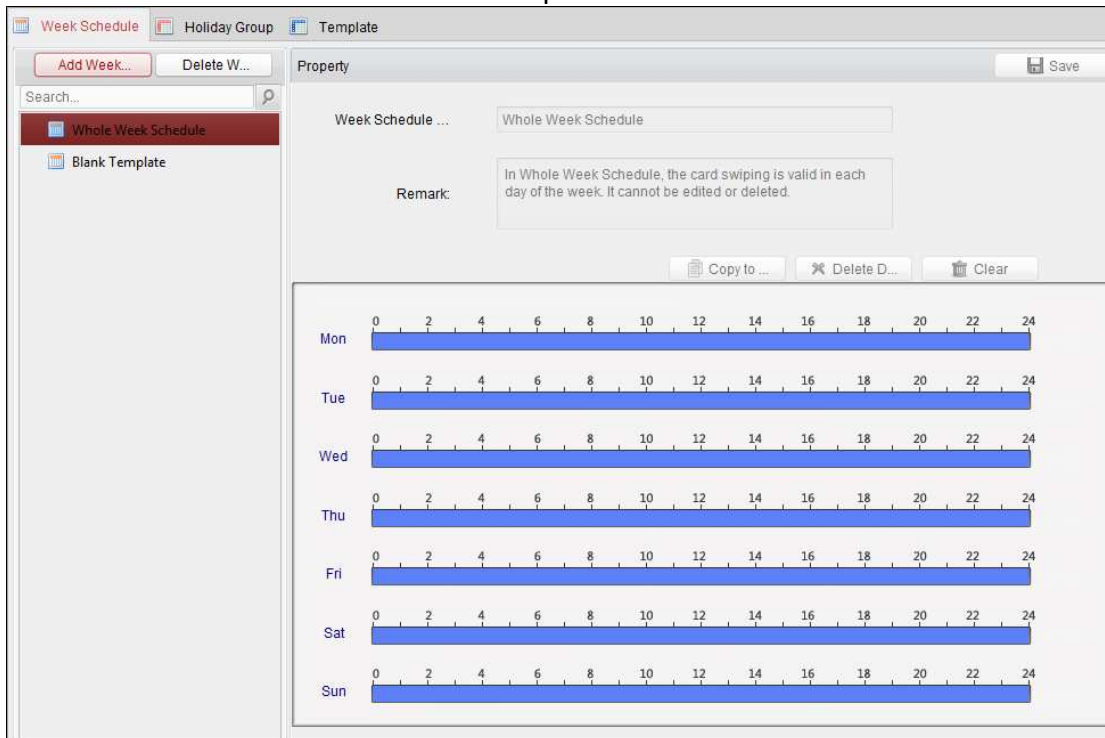 Week Schedule Holiday Group Template
Add Week... Delete W... Property Save
Search...
Whole Week Schedule
Blank Template
Week Schedule ... Whole Week Schedule
Remark: In Whole Week Schedule, the card swiping is valid in each
day of the week. It cannot be edited or deleted.
Copy to ... Delete D... Clear
0 2 4 6 8 10 12 14 16 18 20 22 24
Mon
0 2 4 6 8 10 12 14 16 18 20 22 24
Tue
0 2 4 6 8 10 12 14 16 18 20 22 24
Wed
0 2 4 6 8 10 12 14 16 18 20 22 24
Thu
0 2 4 6 8 10 12 14 16 18 20 22 24
Fri
0 2 4 6 8 10 12 14 16 18 20 22 24
Sat
0 2 4 6 8 10 12 14 16 18 20 22 24
Sun